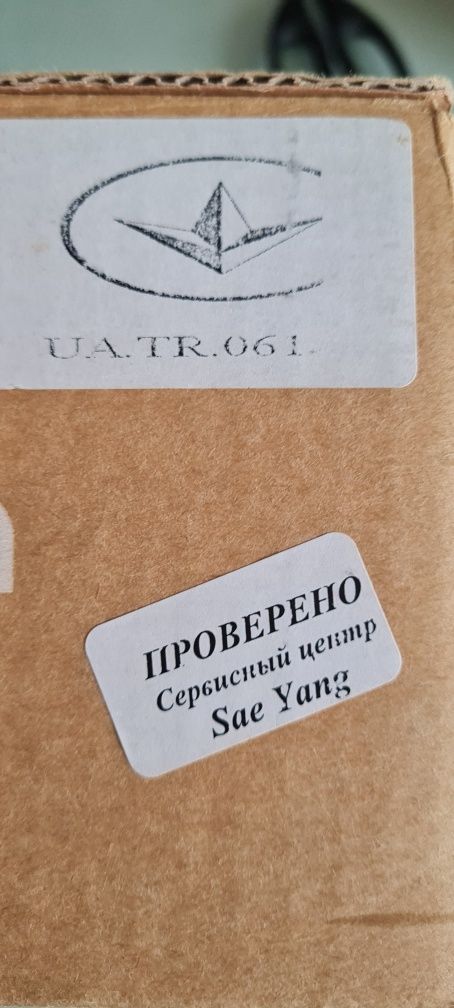 UA.TR.061.
ПРОВЕРЕНО
Сервисный центр
Sae Yang